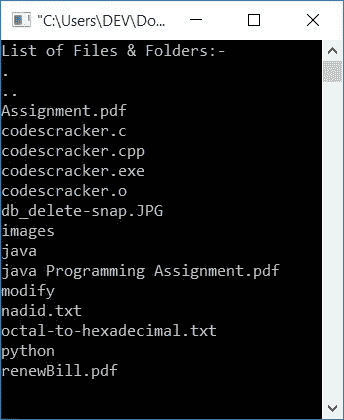 "C:\Users\DEV\Do...
List of Files & Folders:-
.
..
Assignment.pdf
codescracker.c
codescracker.cpp
codescracker.exe
codescracker.o
db_delete-snap.JPG
images
java
java Programming Assignment.pdf
modify
nadid.txt
octal-to-hexadecimal.txt
python
renewBill.pdf